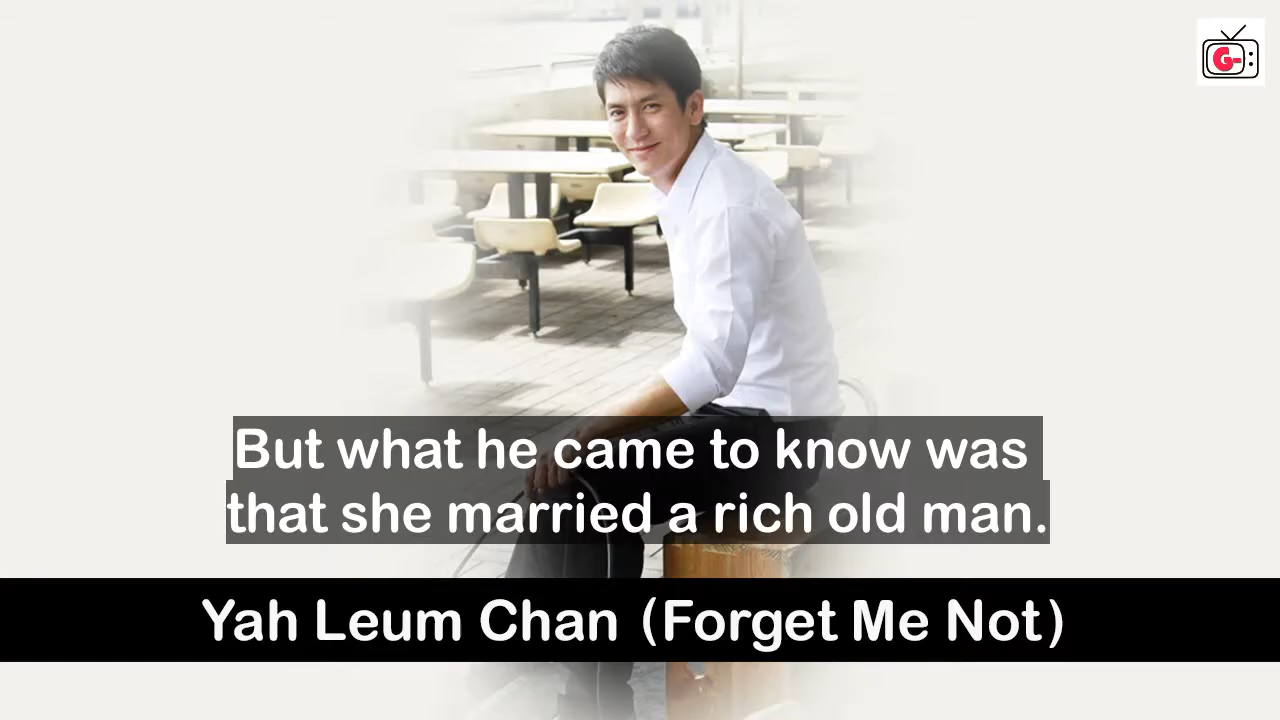 G-
But what he came to know was
that she married a rich old man.
Yah Leum Chan (Forget Me Not)